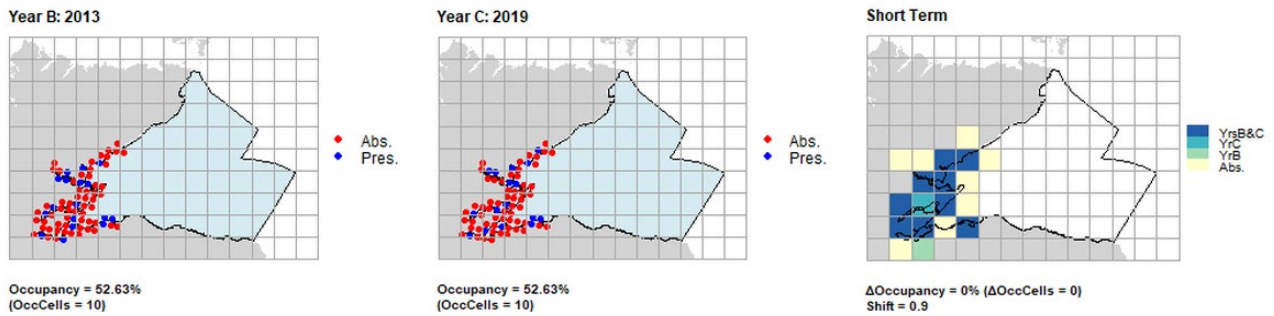 Year B: 2013
Abs.
Pres.
Occupancy = 52.63%
(OccCells = 10)
Year C: 2019
Abs.
Pres.
Occupancy = 52.63%
(OccCells = 10)
Short Term
YrsB&C
YrC
YrB
Abs.
ΔOccupancy = 0% (ΔOccCells = 0)
Shift = 0.9